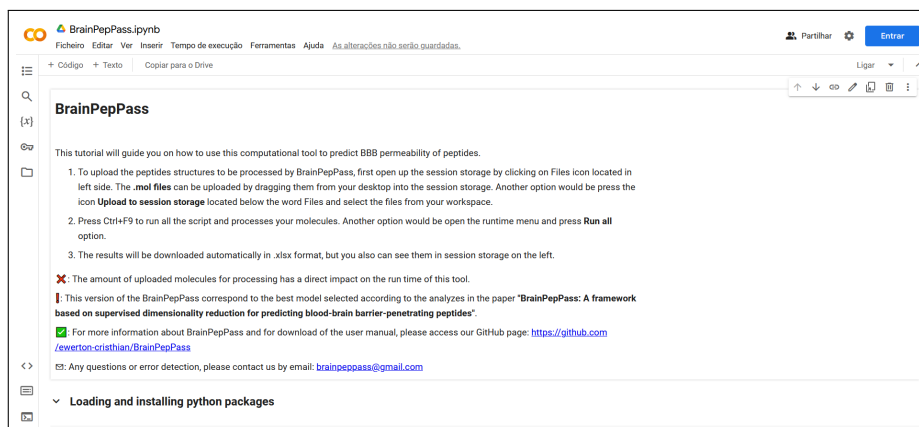 BrainPepPass.ipynb
Ficheiro Editar Ver Inserir Tempo de execução Ferramentas Ajuda As alterações não serão guardadas.
Partilhar
Entrar
+ Código + Texto Copiar para o Drive
Ligar
{x}
BrainPepPass
This tutorial will guide you on how to use this computational tool to predict BBB permeability of peptides.
1. To upload the peptides structures to be processed by BrainPepPass, first open up the session storage by clicking on Files icon located in
left side. The .mol files can be uploaded by dragging them from your desktop into the session storage. Another option would be press the
icon Upload to session storage located below the word Files and select the files from your workspace.
2. Press Ctrl+F9 to run all the script and processes your molecules. Another option would be open the runtime menu and press Run all
option.
3. The results will be downloaded automatically in .xlsx format, but you also can see them in session storage on the left.
❌: The amount of uploaded molecules for processing has a direct impact on the run time of this tool.
❗: This version of the BrainPepPass correspond to the best model selected according to the analyzes in the paper "BrainPepPass: A framework
based on supervised dimensionality reduction for predicting blood-brain barrier-penetrating peptides".
✅: For more information about BrainPepPass and for download of the user manual, please access our GitHub page: https://github.com
/ewerton-cristhian/BrainPepPass
✉: Any questions or error detection, please contact us by email: brainpeppass@gmail.com
Loading and installing python packages